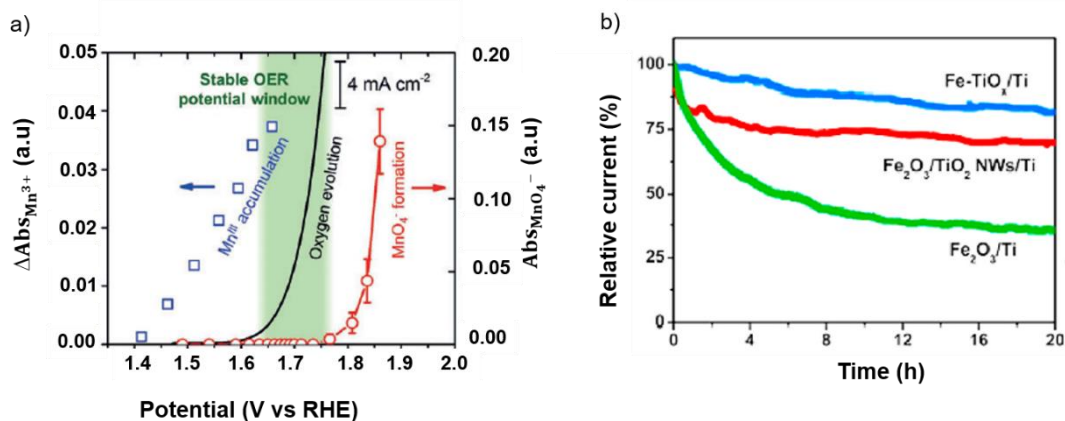 a)
0.05
0.04
0.03
0.02
0.01
0.00
ΔAbs_Mn³⁺ (a.u)
Stable OER
potential window
4 mA cm⁻²
Mnᴵᴵᴵ accumulation
Oxygen evolution
MnO₄⁻ formation
0.20
0.15
0.10
0.05
0.00
Abs_MnO₄⁻ (a.u)
1.4 1.5 1.6 1.7 1.8 1.9 2.0
Potential (V vs RHE)
b)
100
75
50
25
0
Relative current (%)
Fe-TiOₓ/Ti
Fe₂O₃/TiO₂ NWs/Ti
Fe₂O₃/Ti
0 4 8 12 16 20
Time (h)